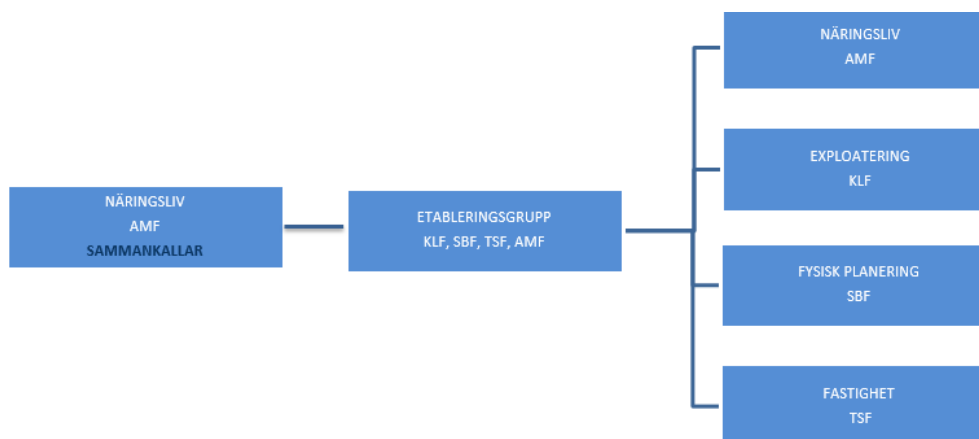 NÄRINGSLIV
AMF
SAMMANKALLAR
ETABLERINGSGRUPP
KLF, SBF, TSF, AMF
NÄRINGSLIV
AMF
EXPLOATERING
KLF
FYSISK PLANERING
SBF
FASTIGHET
TSF